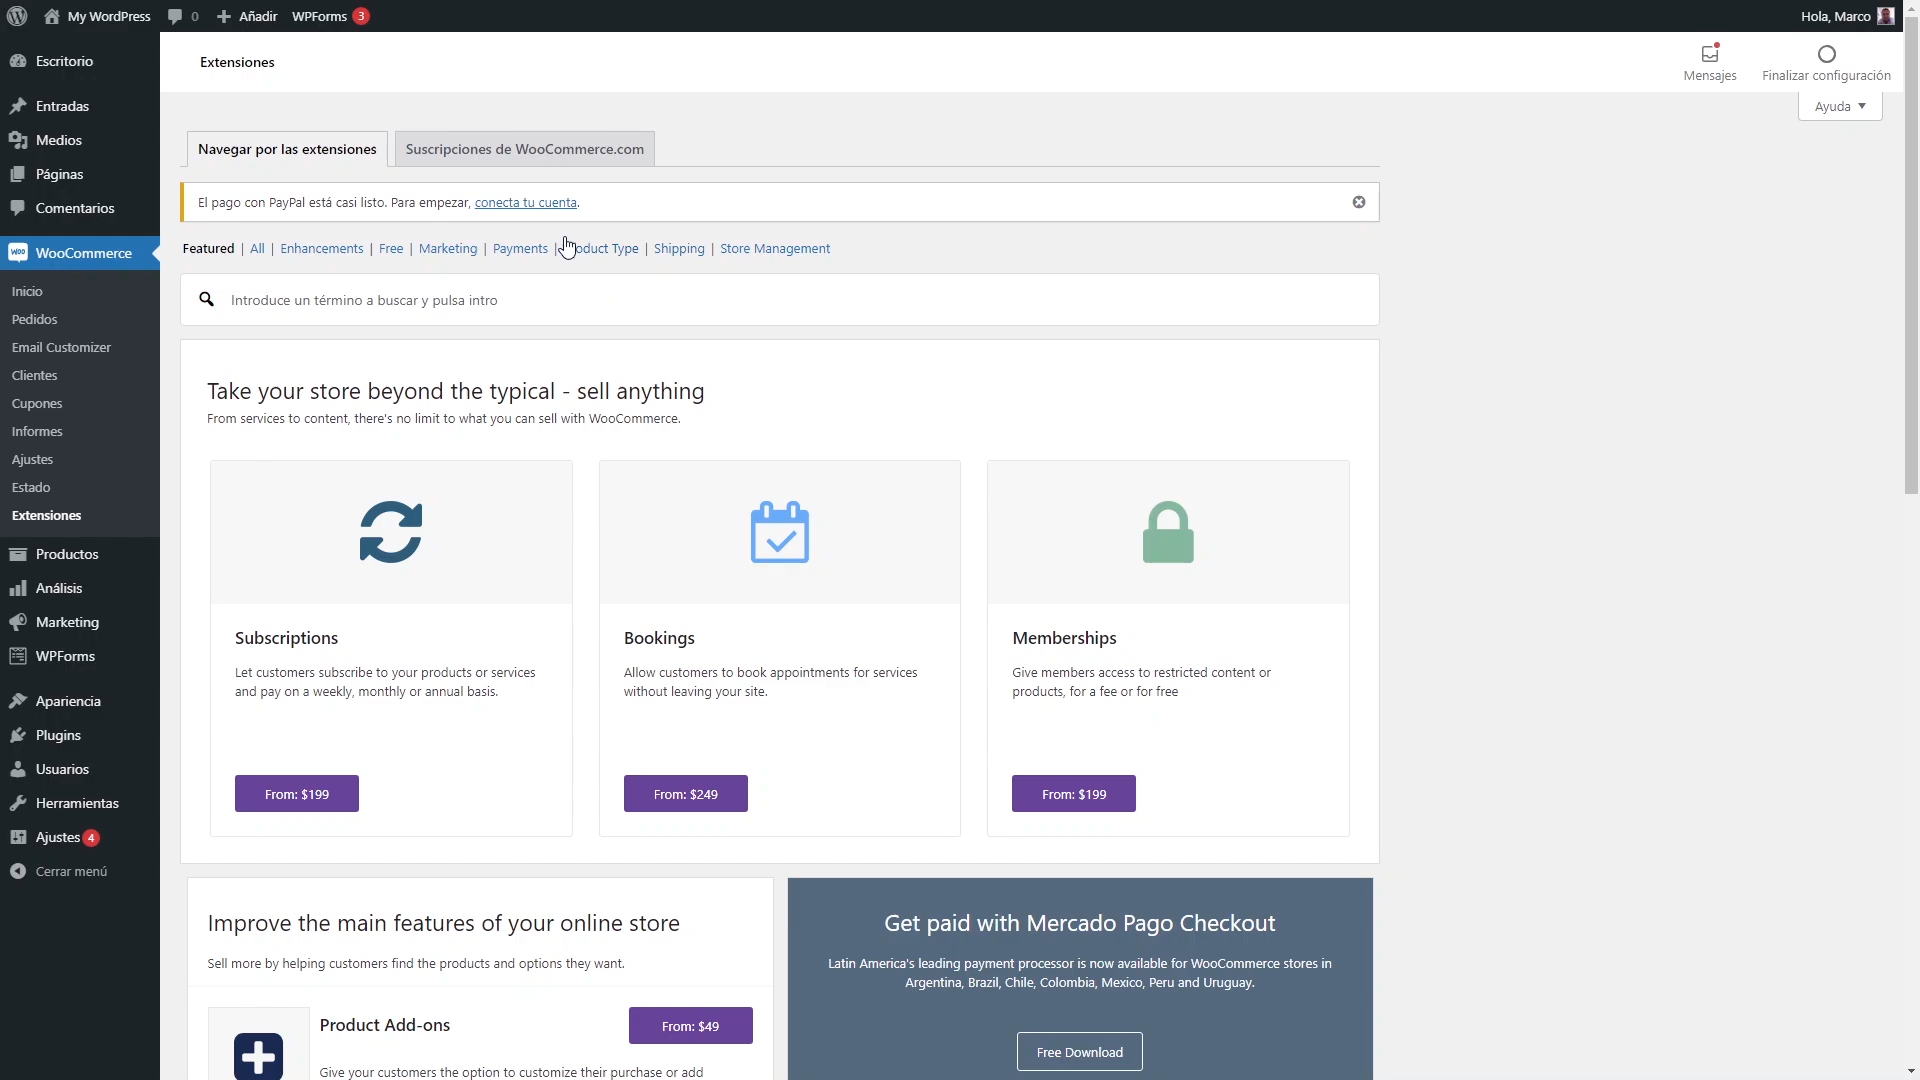 My WordPress 0 Añadir WPForms 3 Hola, Marco
Escritorio
Entradas
Medios
Páginas
Comentarios
WOO WooCommerce
Inicio
Pedidos
Email Customizer
Clientes
Cupones
Informes
Ajustes
Estado
Extensiones
Productos
Análisis
Marketing
WPForms
Apariencia
Plugins
Usuarios
Herramientas
Ajustes 4
Cerrar menú
Extensiones
Mensajes Finalizar configuración
Ayuda
Navegar por las extensiones Suscripciones de WooCommerce.com
El pago con PayPal está casi listo. Para empezar, conecta tu cuenta.
Featured | All | Enhancements | Free | Marketing | Payments | Type | Shipping | Store Management
Introduce un término a buscar y pulsa intro
Take your store beyond the typical - sell anything
From services to content, there's no limit to what you can sell with WooCommerce.
Subscriptions
Let customers subscribe to your products or services
and pay on a weekly, monthly or annual basis.
From: $199
Bookings
Allow customers to book appointments for services
without leaving your site.
From: $249
Memberships
Give members access to restricted content or
products, for a fee or for free
From: $199
Improve the main features of your online store
Sell more by helping customers find the products and options they want.
Product Add-ons
From: $49
Give your customers the option to customize their purchase or add
Get paid with Mercado Pago Checkout
Latin America's leading payment processor is now available for WooCommerce stores in
Argentina, Brazil, Chile, Colombia, Mexico, Peru and Uruguay.
Free Download